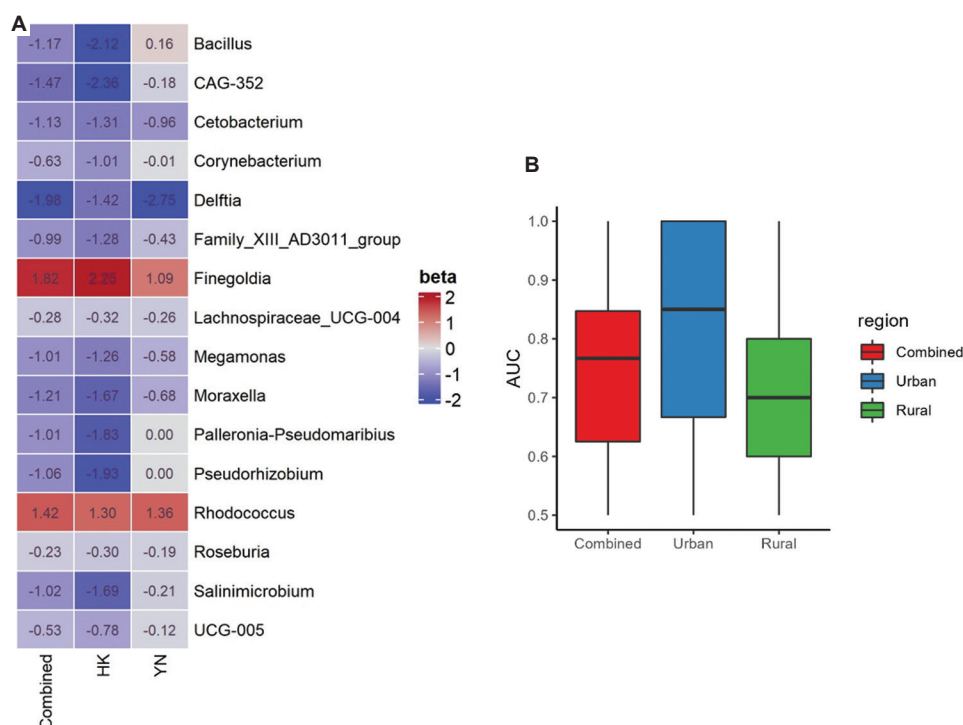 A
-1.17 -2.12 0.16 Bacillus
-1.47 -2.36 -0.18 CAG-352
-1.13 -1.31 -0.96 Cetobacterium
-0.63 -1.01 -0.01 Corynebacterium
-1.98 -1.42 -2.75 Delftia
-0.99 -1.28 -0.43 Family_XIII_AD3011_group
1.82 2.25 1.09 Finegoldia
-0.28 -0.32 -0.26 Lachnospiraceae_UCG-004
-1.01 -1.26 -0.58 Megamonas
-1.21 -1.67 -0.68 Moraxella
-1.01 -1.83 0.00 Palleronia-Pseudomaribius
-1.06 -1.93 0.00 Pseudorhizobium
1.42 1.30 1.36 Rhodococcus
-0.23 -0.30 -0.19 Roseburia
-1.02 -1.69 -0.21 Salinimicrobium
-0.53 -0.78 -0.12 UCG-005
Combined
HK
YN
beta
2
1
0
-1
-2
B
AUC
1.0
0.9
0.8
0.7
0.6
0.5
Combined Urban Rural
region
Combined
Urban
Rural